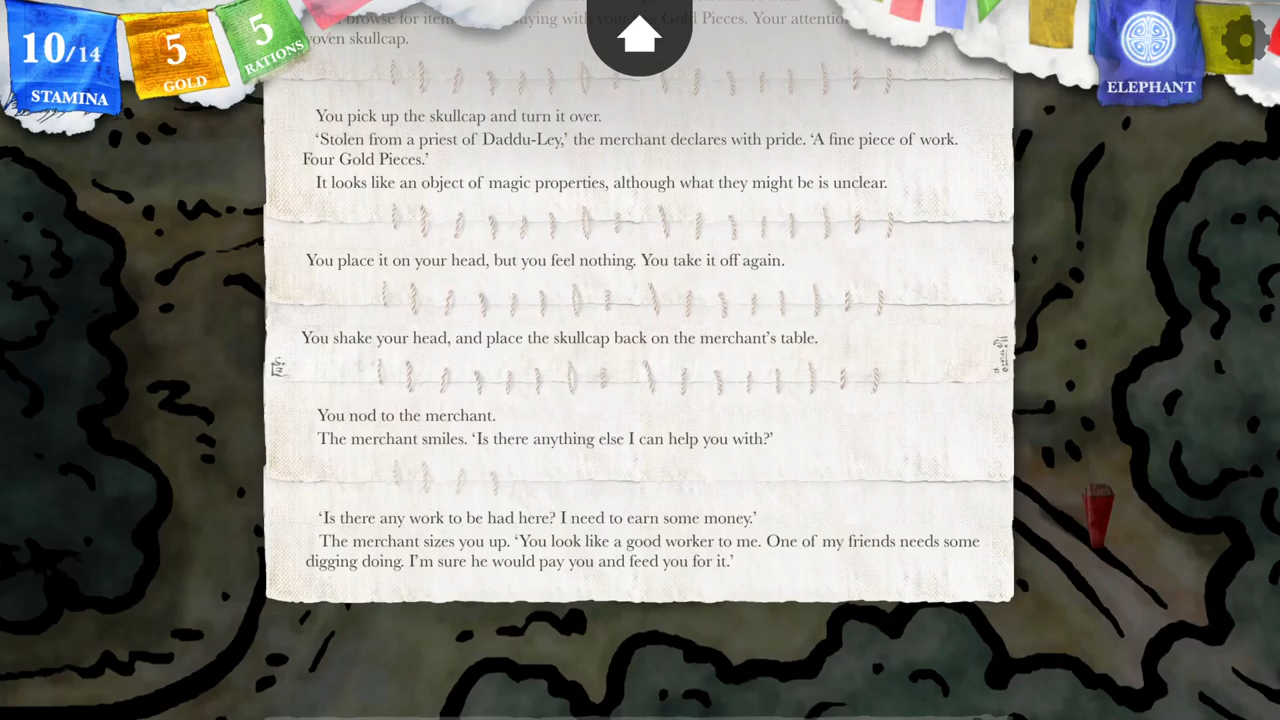 10/14
STAMINA
5
GOLD
5
RATIONS
ELEPHANT
browse for item
ying with your
Gold Pieces. Your attentio
oven skullcap.
You pick up the skullcap and turn it over.
‘Stolen from a priest of Daddu-Ley,’ the merchant declares with pride. ‘A fine piece of work.
Four Gold Pieces.’
It looks like an object of magic properties, although what they might be is unclear.
You place it on your head, but you feel nothing. You take it off again.
You shake your head, and place the skullcap back on the merchant’s table.
You nod to the merchant.
The merchant smiles. ‘Is there anything else I can help you with?’
‘Is there any work to be had here? I need to earn some money.’
The merchant sizes you up. ‘You look like a good worker to me. One of my friends needs some
digging doing. I’m sure he would pay you and feed you for it.’